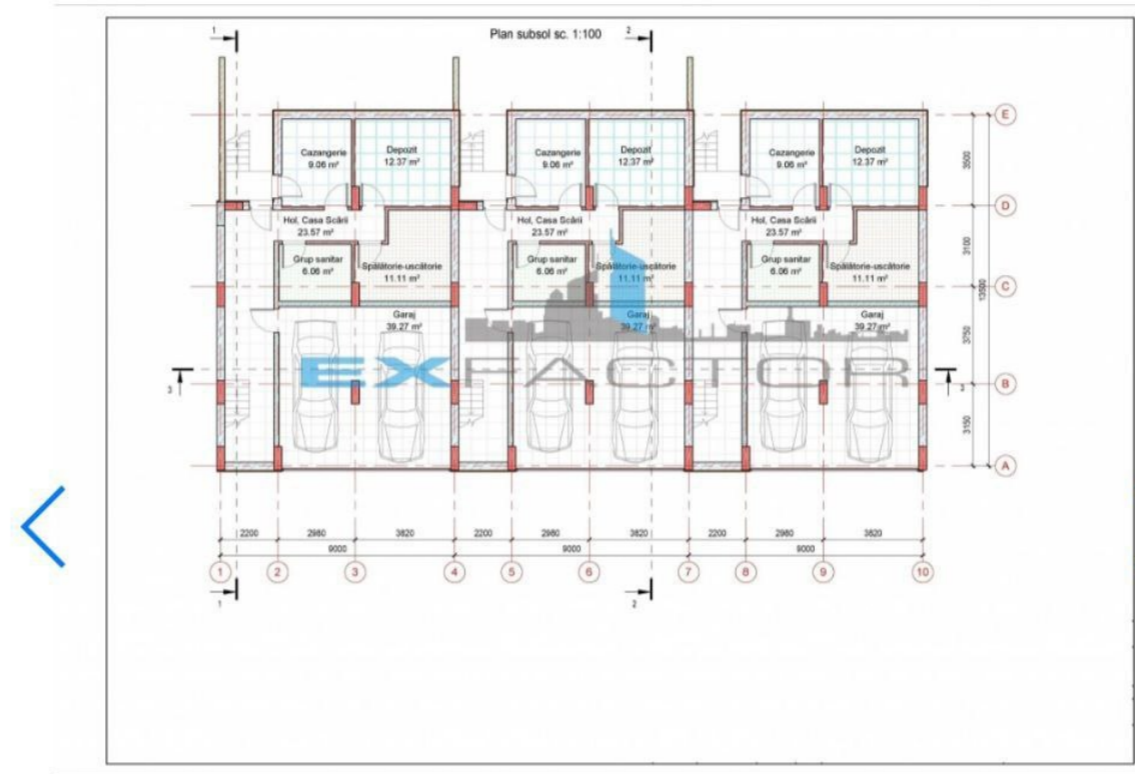 Plan subsol sc. 1:100
1
2
E
Cazangerie
9.06 m²
Depozit
12.37 m²
Cazangerie
9.06 m²
Depozit
12.37 m²
Cazangerie
9.06 m²
Depozit
12.37 m²
3500
D
Hol, Casa Scării
23.57 m²
Hol, Casa Scării
23.57 m²
Hol, Casa Scării
23.57 m²
3100
Grup sanitar
6.06 m²
Spălătorie-uscătorie
11.11 m²
Grup sanitar
6.06 m²
Spălătorie-uscătorie
11.11 m²
Grup sanitar
6.06 m²
Spălătorie-uscătorie
11.11 m²
C
13500
Garaj
39.27 m²
Garaj
39.27 m²
Garaj
39.27 m²
3750
EXFACTOR
3
3
B
3150
A
2200 2980 3820 2200 2980 3820 2200 2980 3820
9000 9000 9000
1 2 3 4 5 6 7 8 9 10
1
2